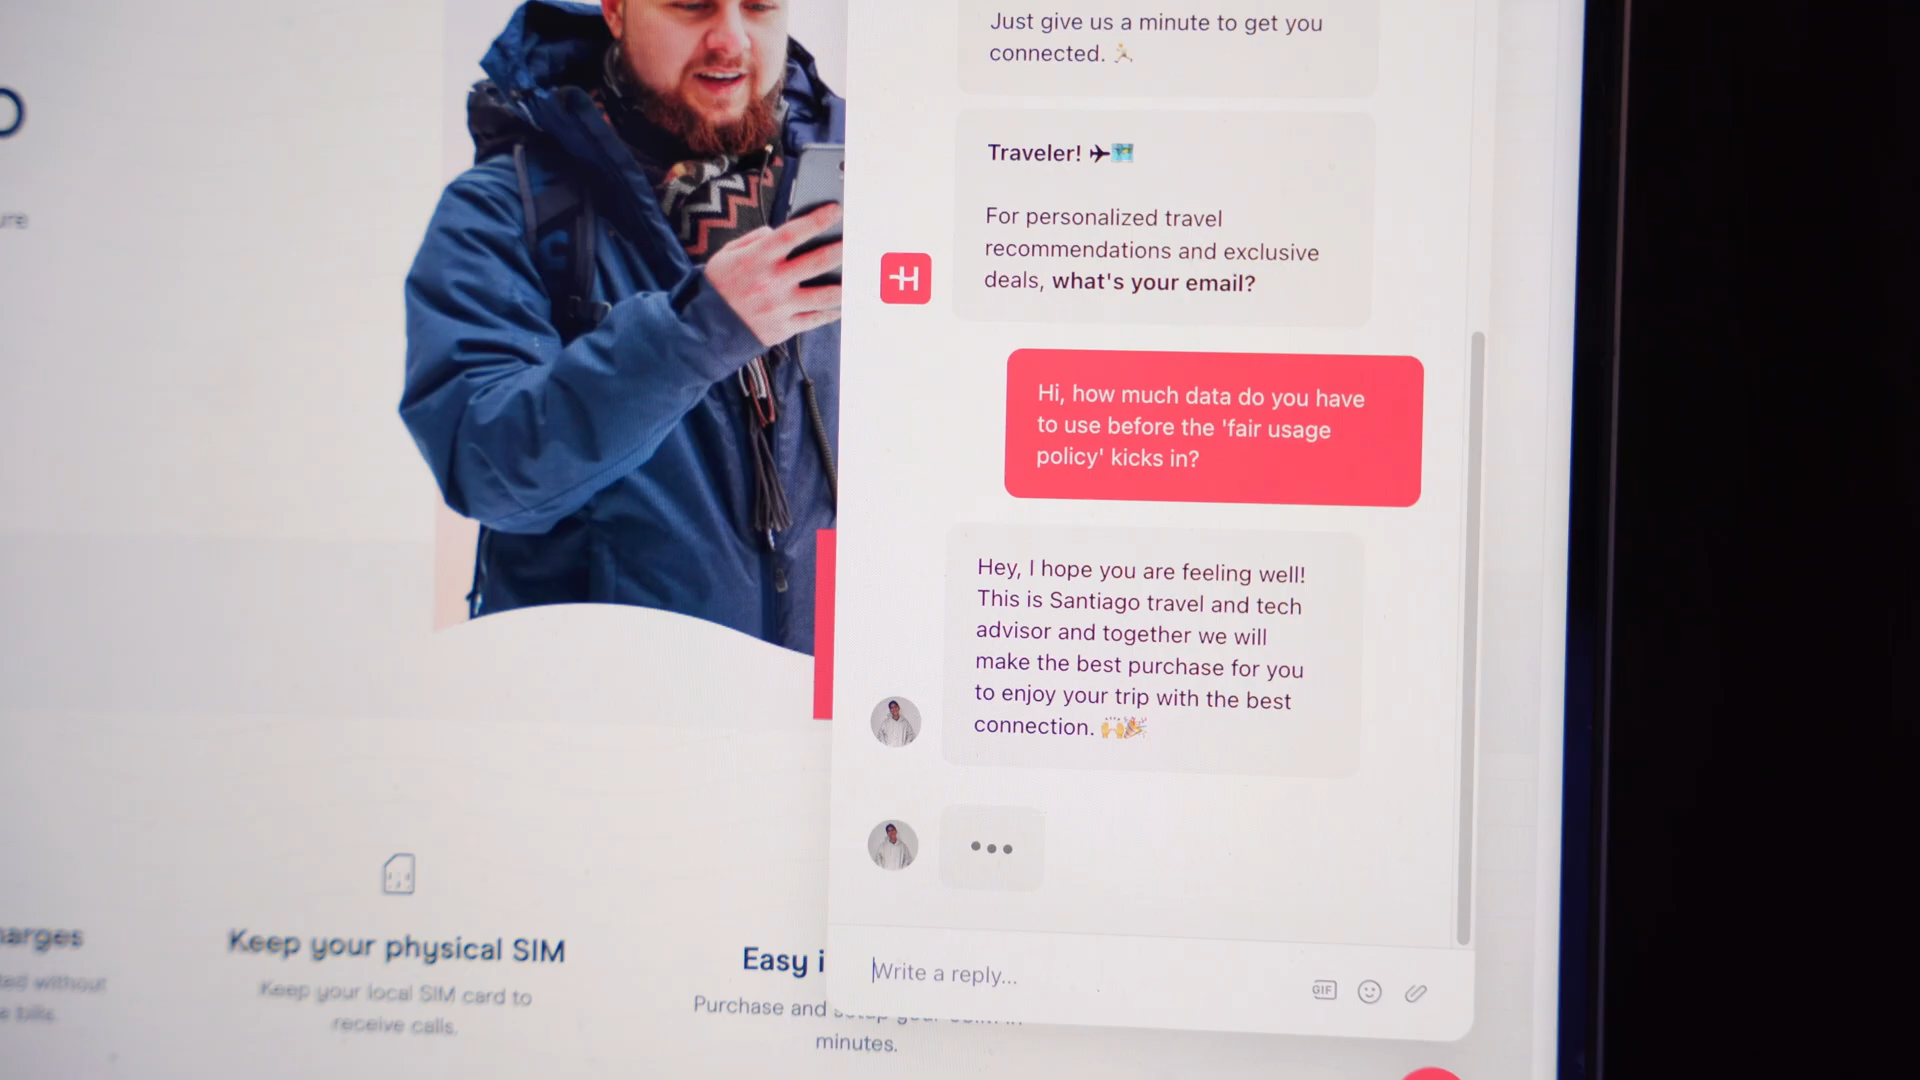 Just give us a minute to get you
connected.
Traveler!
For personalized travel
recommendations and exclusive
deals, what's your email?
H
Hi, how much data do you have
to use before the 'fair usage
policy' kicks in?
Hey, I hope you are feeling well!
This is Santiago travel and tech
advisor and together we will
make the best purchase for you
to enjoy your trip with the best
connection.
Write a reply...
GIF
Keep your physical SIM
Keep your local SIM card to
receive calls.
Easy i
Purchase and
minutes.